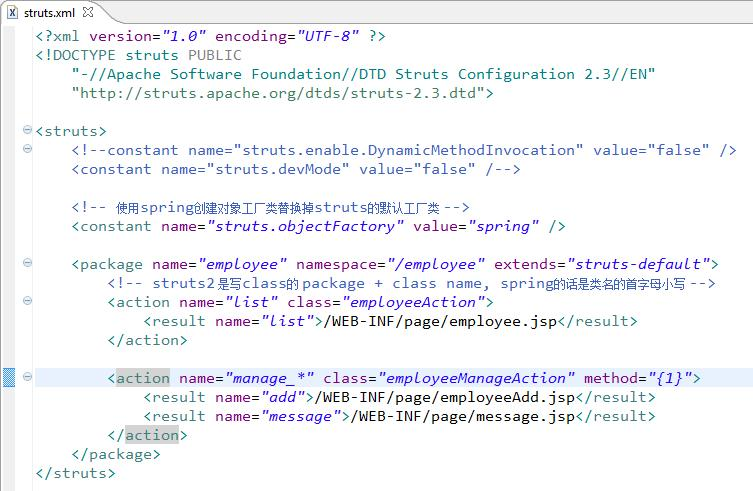 struts.xml
<?xml version="1.0" encoding="UTF-8" ?>
<!DOCTYPE struts PUBLIC
"-//Apache Software Foundation//DTD Struts Configuration 2.3//EN"
"http://struts.apache.org/dtds/struts-2.3.dtd">
<struts>
<!--constant name="struts.enable.DynamicMethodInvocation" value="false" />
<constant name="struts.devMode" value="false" /-->
<!-- 使用spring创建对象工厂类替换掉struts的默认工厂类 -->
<constant name="struts.objectFactory" value="spring" />
<package name="employee" namespace="/employee" extends="struts-default">
<!-- struts2是写class的 package + class name, spring的话是类名的首字母小写 -->
<action name="list" class="employeeAction">
<result name="list">/WEB-INF/page/employee.jsp</result>
</action>
<action name="manage_*" class="employeeManageAction" method="{1}">
<result name="add">/WEB-INF/page/employeeAdd.jsp</result>
<result name="message">/WEB-INF/page/message.jsp</result>
</action>
</package>
</struts>